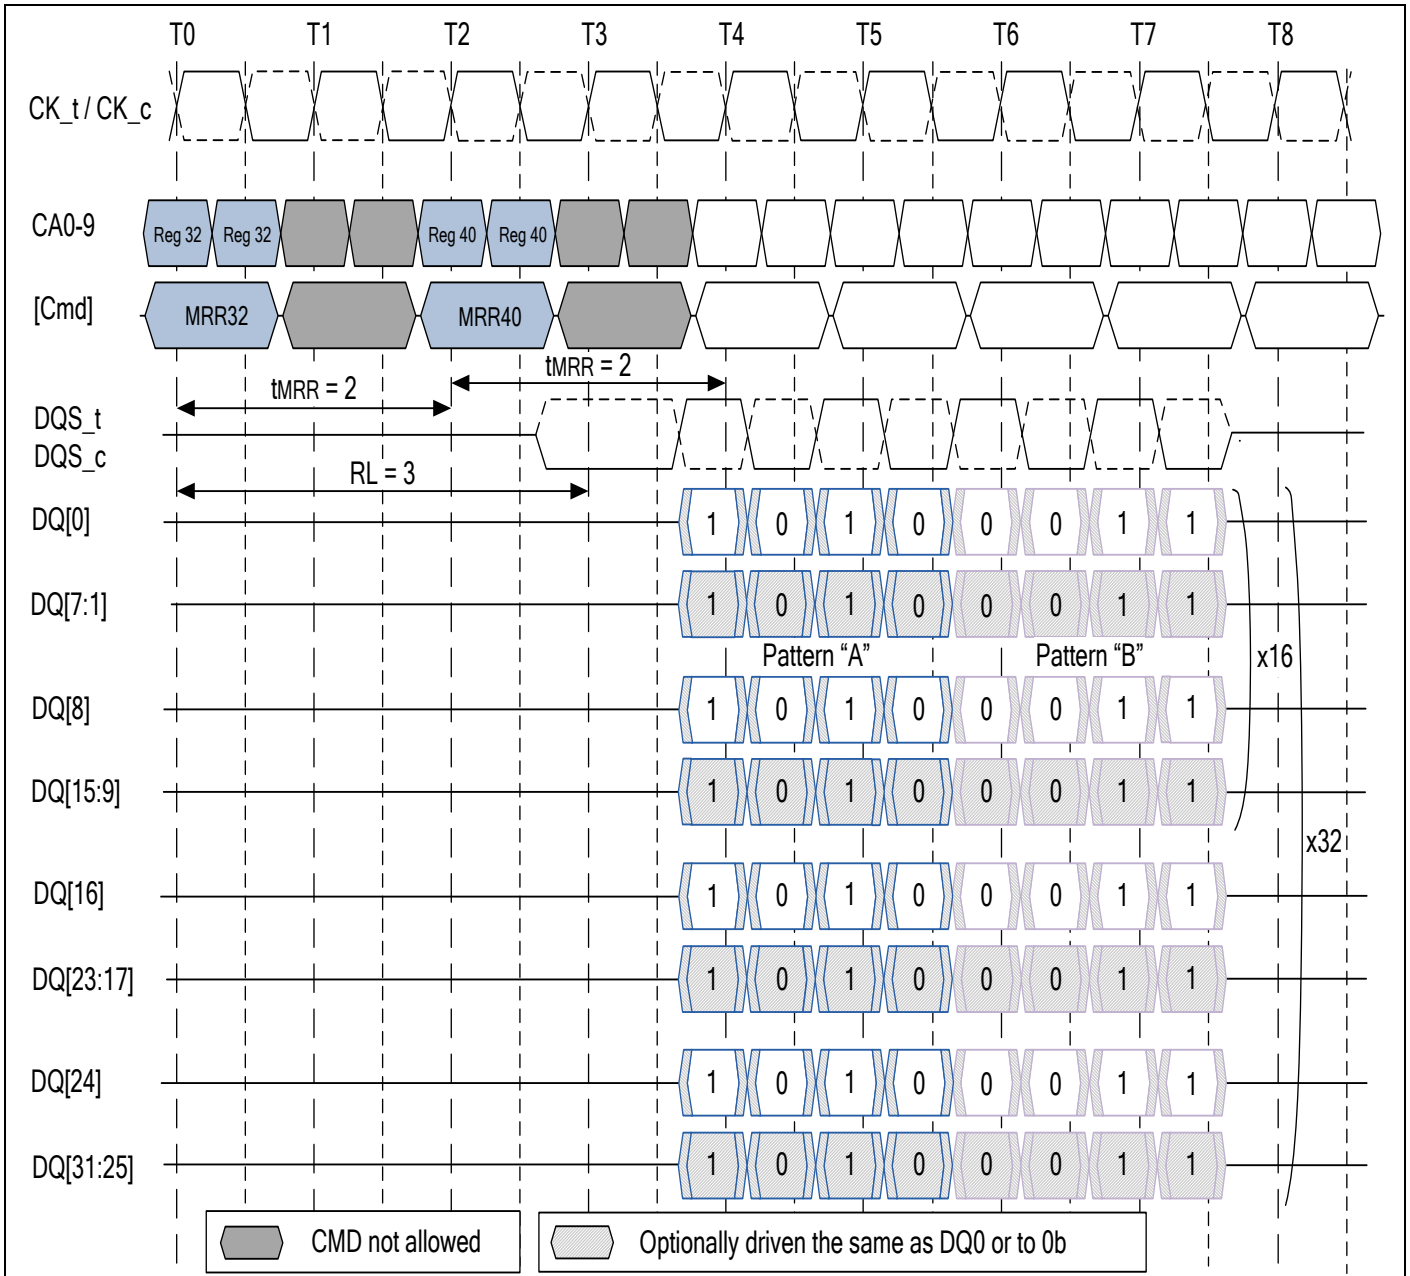 T0 T1 T2 T3 T4 T5 T6 T7 T8
CK_t / CK_c
CA0-9 Reg 32 Reg 32 Reg 40 Reg 40
[Cmd] MRR32 MRR40
tMRR = 2
tMRR = 2
DQS_t
DQS_c
RL = 3
DQ[0] 1 0 1 0 0 0 1 1
DQ[7:1] 1 0 1 0 0 0 1 1
Pattern “A” Pattern “B” x16
DQ[8] 1 0 1 0 0 0 1 1
DQ[15:9] 1 0 1 0 0 0 1 1
x32
DQ[16] 1 0 1 0 0 0 1 1
DQ[23:17] 1 0 1 0 0 0 1 1
DQ[24] 1 0 1 0 0 0 1 1
DQ[31:25] 1 0 1 0 0 0 1 1
CMD not allowed Optionally driven the same as DQ0 or to 0b